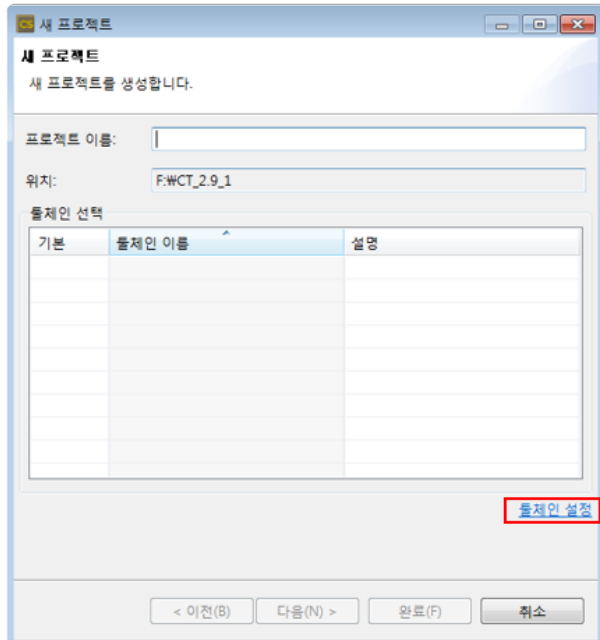 CS 새 프로젝트
새 프로젝트
새 프로젝트를 생성합니다.
프로젝트 이름:
위치: F:₩CT_2.9_1
툴체인 선택
기본 툴체인 이름 설명
툴체인 설정
< 이전(B) 다음(N) > 완료(F) 취소